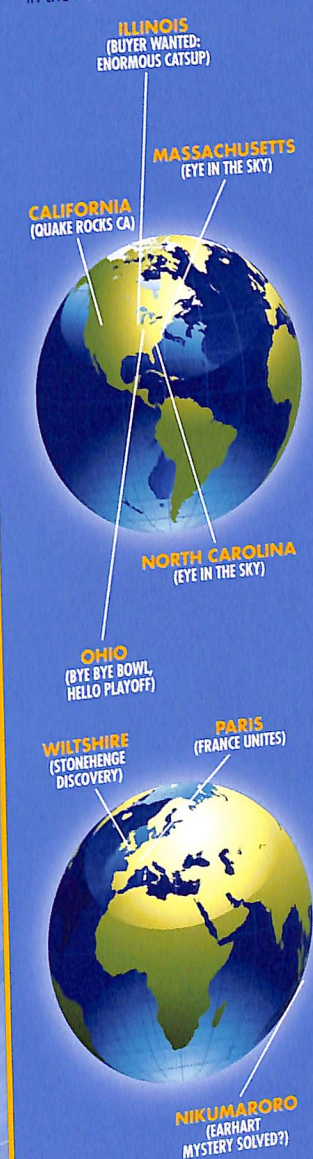 ILLINOIS
(BUYER WANTED:
ENORMOUS CATSUP)
MASSACHUSETTS
(EYE IN THE SKY)
CALIFORNIA
(QUAKE ROCKS CA)
NORTH CAROLINA
(EYE IN THE SKY)
OHIO
(BYE BYE BOWL,
HELLO PLAYOFF)
WILTSHIRE
(STONEHENGE
DISCOVERY)
PARIS
(FRANCE UNITES)
NIKUMARORO
(EARHART
MYSTERY SOLVED?)